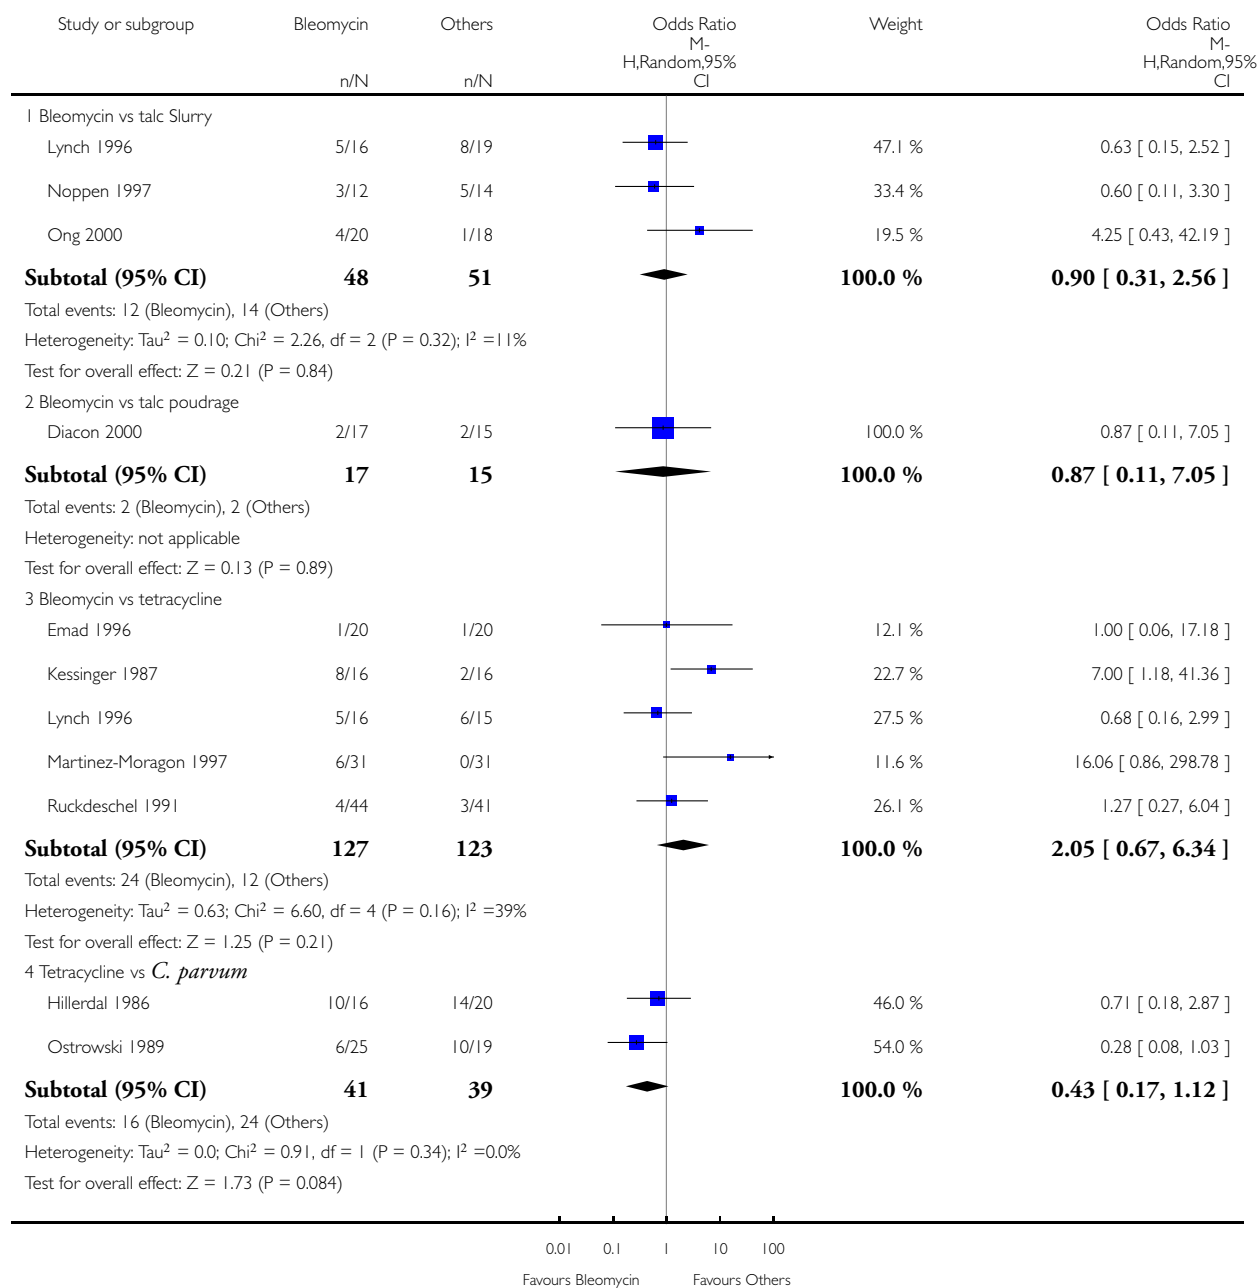 Study or subgroup Bleomycin Others Odds Ratio Weight Odds Ratio
M- M-
H,Random,95% H,Random,95%
n/N n/N CI CI
1 Bleomycin vs talc Slurry
Lynch 1996 5/16 8/19 47.1 % 0.63 [ 0.15, 2.52 ]
Noppen 1997 3/12 5/14 33.4 % 0.60 [ 0.11, 3.30 ]
Ong 2000 4/20 1/18 19.5 % 4.25 [ 0.43, 42.19 ]
Subtotal (95% CI) 48 51 100.0 % 0.90 [ 0.31, 2.56 ]
Total events: 12 (Bleomycin), 14 (Others)
Heterogeneity: Tau² = 0.10; Chi² = 2.26, df = 2 (P = 0.32); I² =11%
Test for overall effect: Z = 0.21 (P = 0.84)
2 Bleomycin vs talc poudrage
Diacon 2000 2/17 2/15 100.0 % 0.87 [ 0.11, 7.05 ]
Subtotal (95% CI) 17 15 100.0 % 0.87 [ 0.11, 7.05 ]
Total events: 2 (Bleomycin), 2 (Others)
Heterogeneity: not applicable
Test for overall effect: Z = 0.13 (P = 0.89)
3 Bleomycin vs tetracycline
Emad 1996 1/20 1/20 12.1 % 1.00 [ 0.06, 17.18 ]
Kessinger 1987 8/16 2/16 22.7 % 7.00 [ 1.18, 41.36 ]
Lynch 1996 5/16 6/15 27.5 % 0.68 [ 0.16, 2.99 ]
Martinez-Moragon 1997 6/31 0/31 11.6 % 16.06 [ 0.86, 298.78 ]
Ruckdeschel 1991 4/44 3/41 26.1 % 1.27 [ 0.27, 6.04 ]
Subtotal (95% CI) 127 123 100.0 % 2.05 [ 0.67, 6.34 ]
Total events: 24 (Bleomycin), 12 (Others)
Heterogeneity: Tau² = 0.63; Chi² = 6.60, df = 4 (P = 0.16); I² =39%
Test for overall effect: Z = 1.25 (P = 0.21)
4 Tetracycline vs C. parvum
Hillerdal 1986 10/16 14/20 46.0 % 0.71 [ 0.18, 2.87 ]
Ostrowski 1989 6/25 10/19 54.0 % 0.28 [ 0.08, 1.03 ]
Subtotal (95% CI) 41 39 100.0 % 0.43 [ 0.17, 1.12 ]
Total events: 16 (Bleomycin), 24 (Others)
Heterogeneity: Tau² = 0.0; Chi² = 0.91, df = 1 (P = 0.34); I² =0.0%
Test for overall effect: Z = 1.73 (P = 0.084)
0.01 0.1 1 10 100
Favours Bleomycin Favours Others